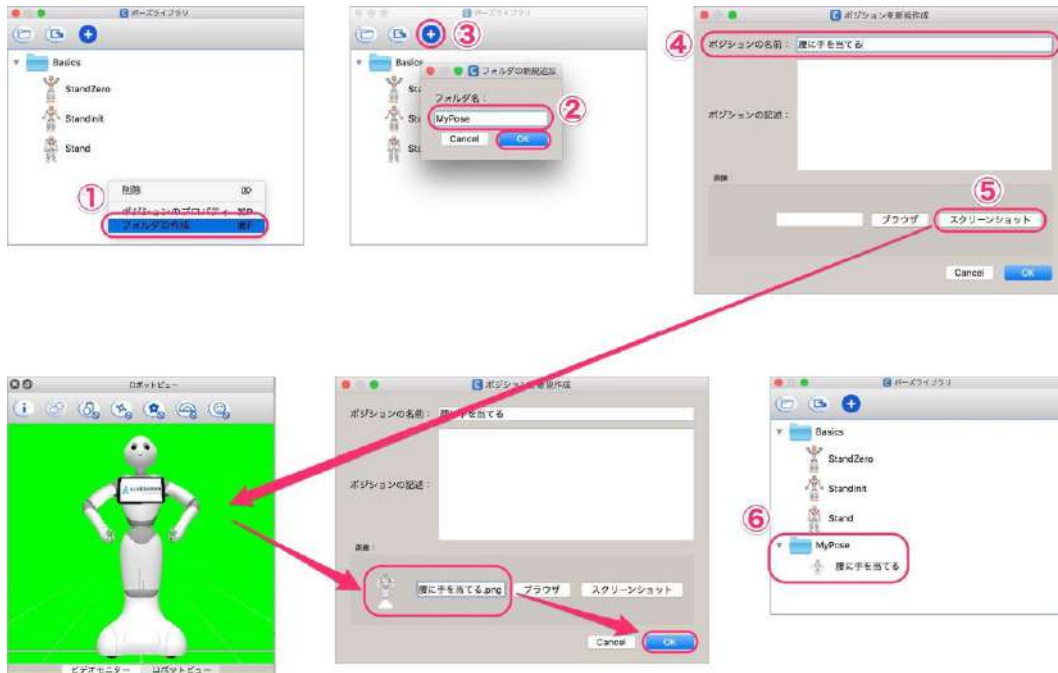 ポーズライブラリ
Basics
StandZero
StandInit
Stand
①
削除
ポジションのプロパティ ⌘P
フォルダの作成 ⌘F
ポーズライブラリ
③
Basics
フォルダの新規追加
フォルダ名：
MyPose
②
Cancel
OK
ポジションを新規作成
④
ポジションの名前：
腰に手を当てる
ポジションの記述：
画像
⑤
ブラウザ
スクリーンショット
Cancel
OK
ロボットビュー
ビデオモニター
ロボットビュー
ポジションを新規作成
ポジションの名前：
腰に手を当てる
ポジションの記述：
画像：
腰に手を当てる.png
ブラウザ
スクリーンショット
Cancel
OK
ポーズライブラリ
Basics
StandZero
StandInit
Stand
⑥
MyPose
腰に手を当てる